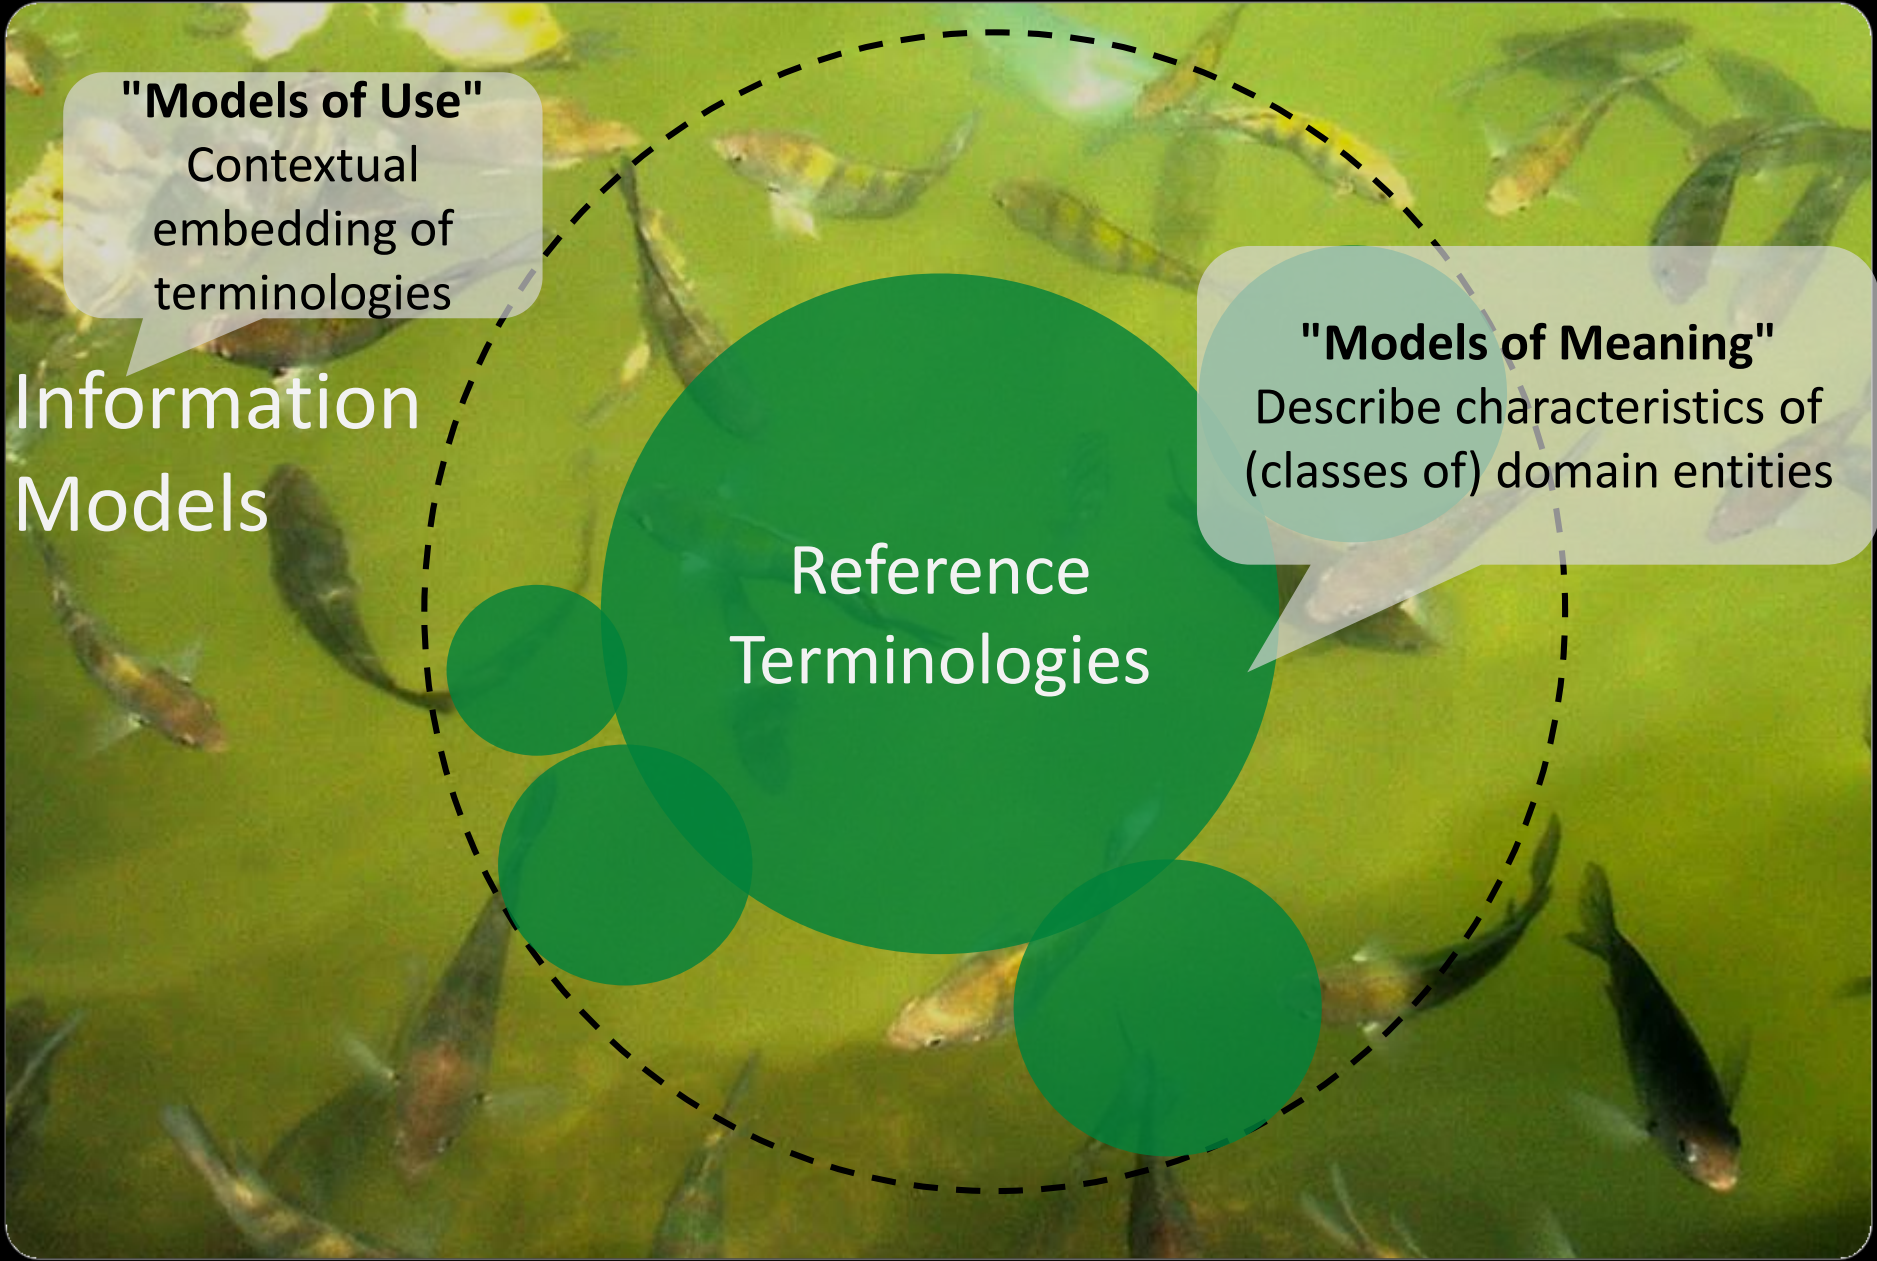 "Models of Use"
Contextual
embedding of
terminologies
Information
Models
"Models of Meaning"
Describe characteristics of
(classes of) domain entities
Reference
Terminologies